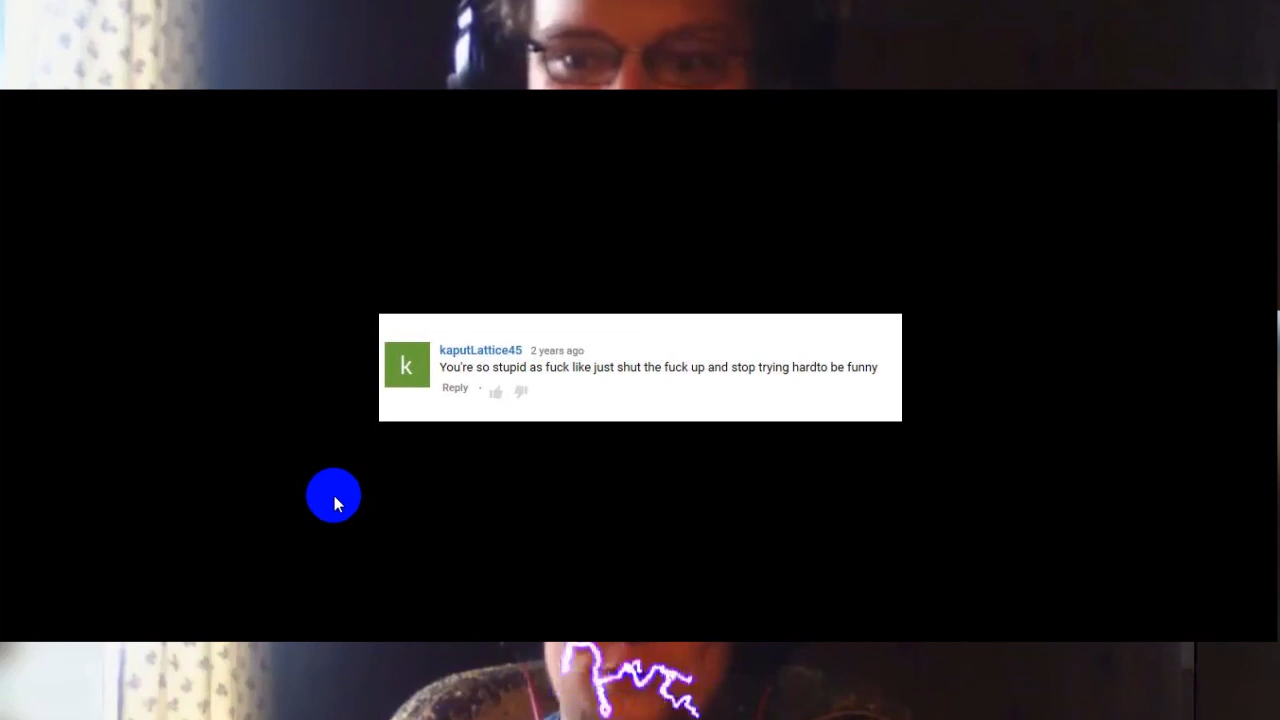 k
kaputLattice45 2 years ago
You're so stupid as fuck like just shut the fuck up and stop trying hardto be funny
Reply ·